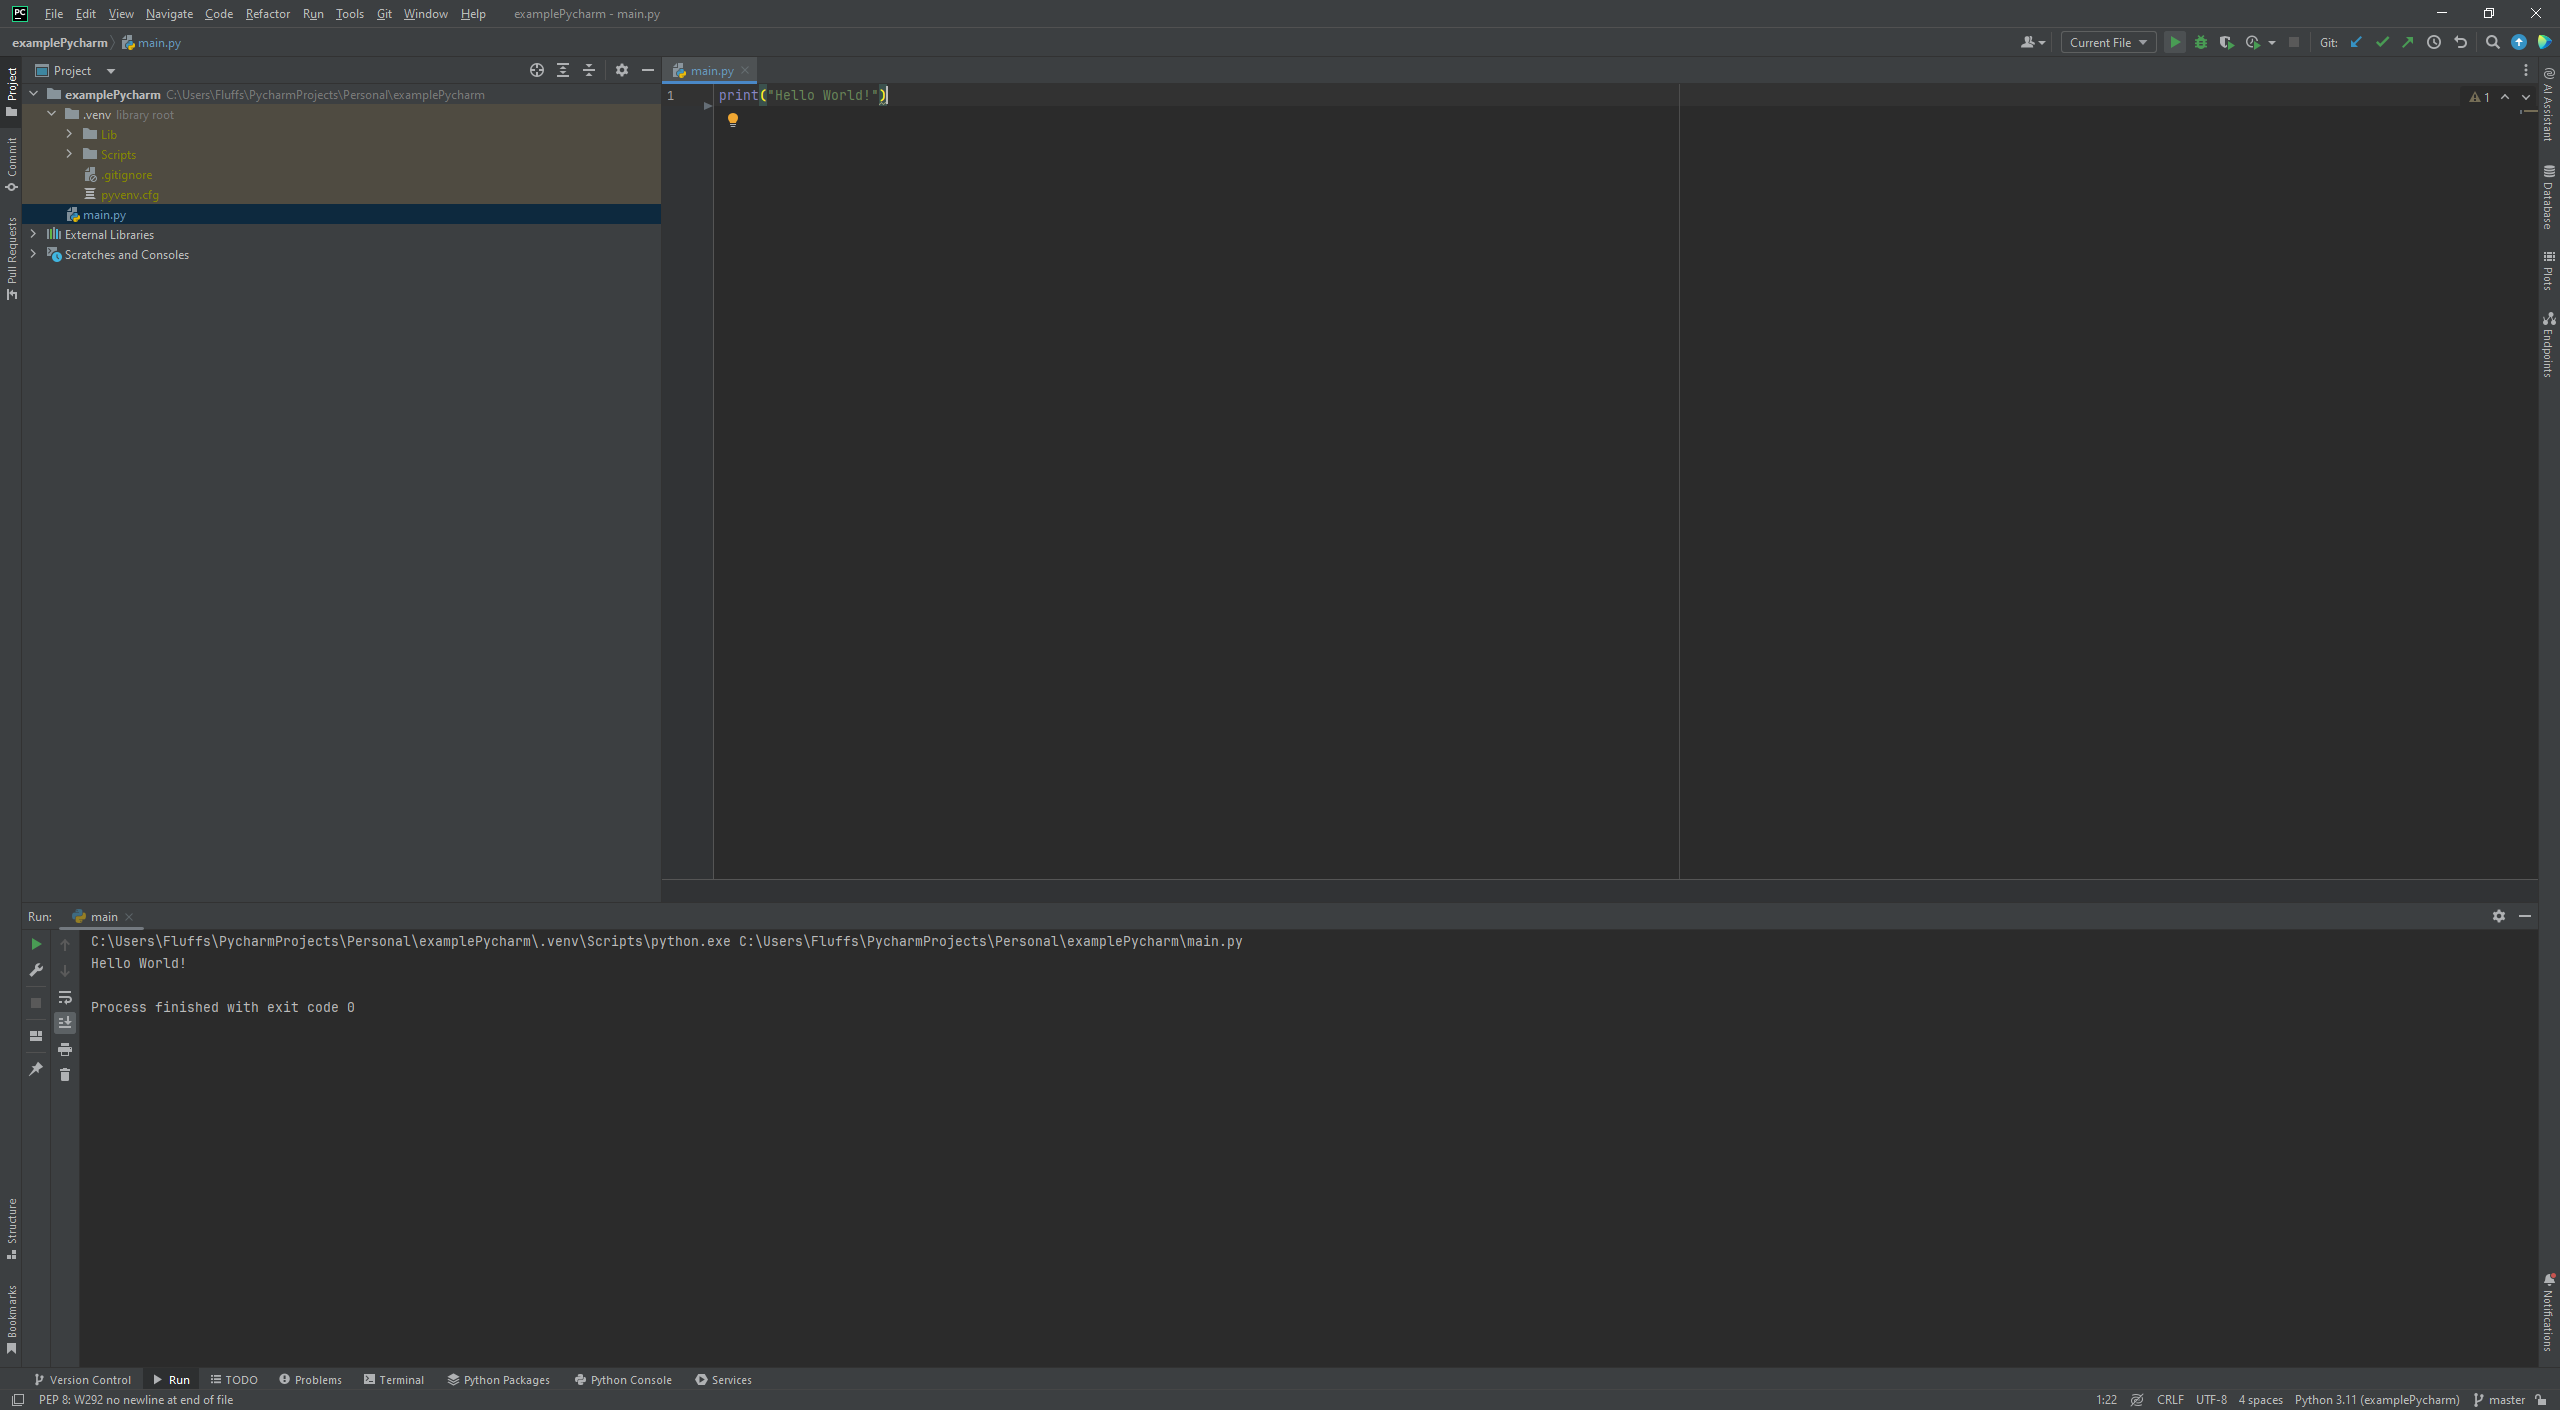 PC File Edit View Navigate Code Refactor Run Tools Git Window Help examplePycharm - main.py
examplePycharm main.py Current File Git:
Project
main.py
examplePycharm C:\Users\Fluffs\PycharmProjects\Personal\examplePycharm
.venv library root
Lib
Scripts
.gitignore
pyvenv.cfg
main.py
External Libraries
Scratches and Consoles
1 print("Hello World!")
1
Project
Commit
Pull Requests
Structure
Bookmarks
AI Assistant
Database
Plots
Endpoints
Notifications
Run: main
C:\Users\Fluffs\PycharmProjects\Personal\examplePycharm\.venv\Scripts\python.exe C:\Users\Fluffs\PycharmProjects\Personal\examplePycharm\main.py
Hello World!
Process finished with exit code 0
Version Control Run TODO Problems Terminal Python Packages Python Console Services
PEP 8: W292 no newline at end of file 1:22 CRLF UTF-8 4 spaces Python 3.11 (examplePycharm) master